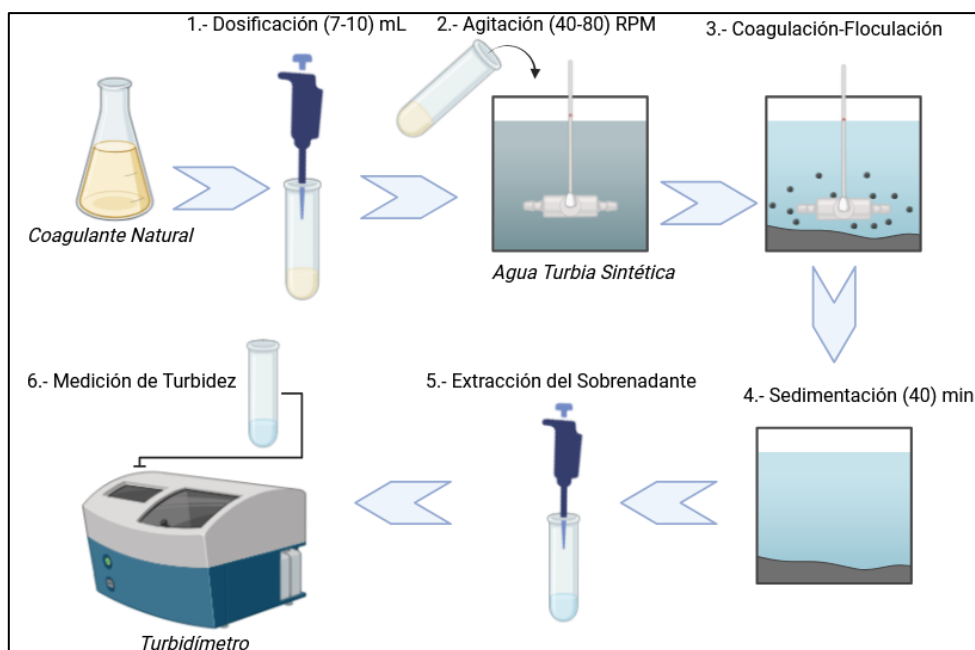 1.- Dosificación (7-10) mL
2.- Agitación (40-80) RPM
3.- Coagulación-Floculación
Coagulante Natural
Agua Turbia Sintética
4.- Sedimentación (40) min
5.- Extracción del Sobrenadante
6.- Medición de Turbidez
Turbidímetro